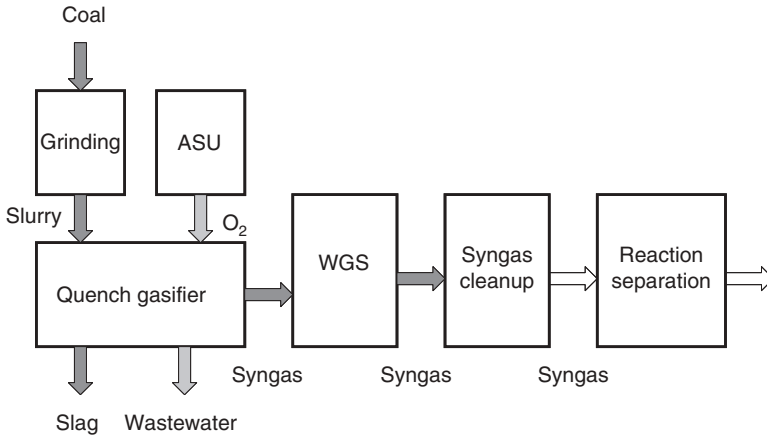 Coal
Grinding
ASU
Slurry
O₂
Quench gasifier
WGS
Syngas
cleanup
Reaction
separation
Syngas
Syngas
Syngas
Slag
Wastewater